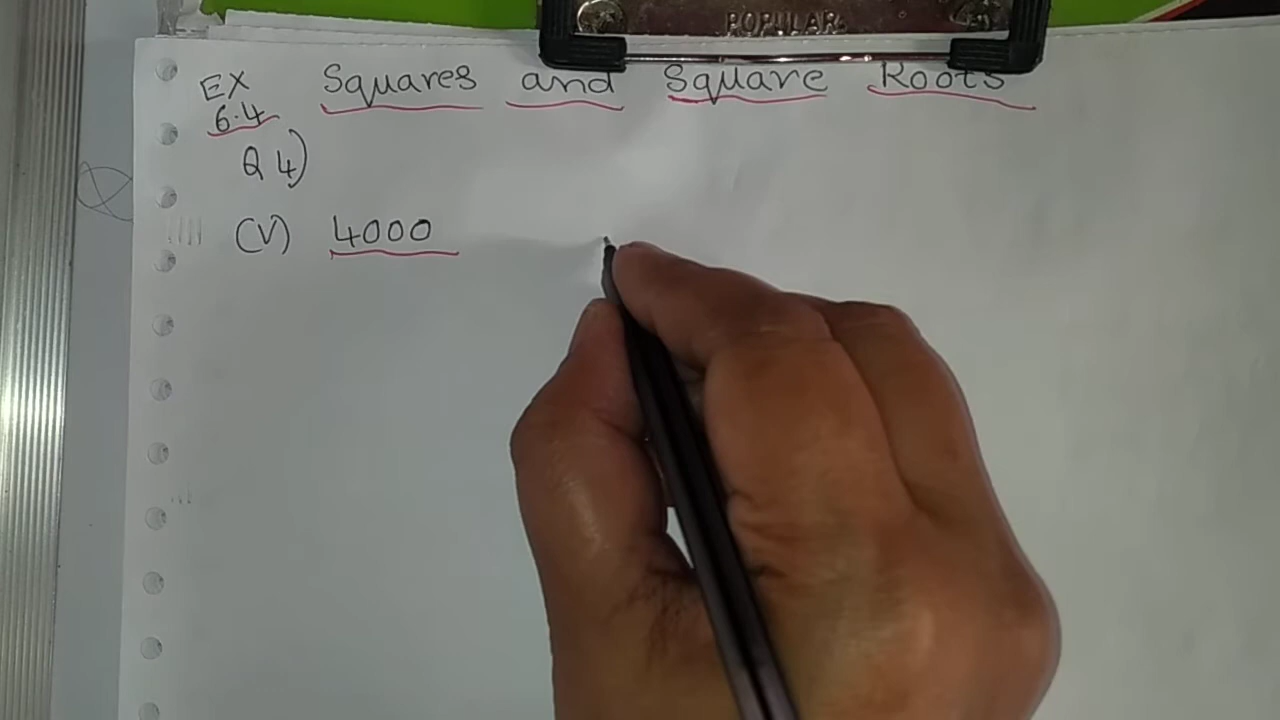 POPULAR
EX Squares and Square Roots
6.4
Q 4)
(V) 4000